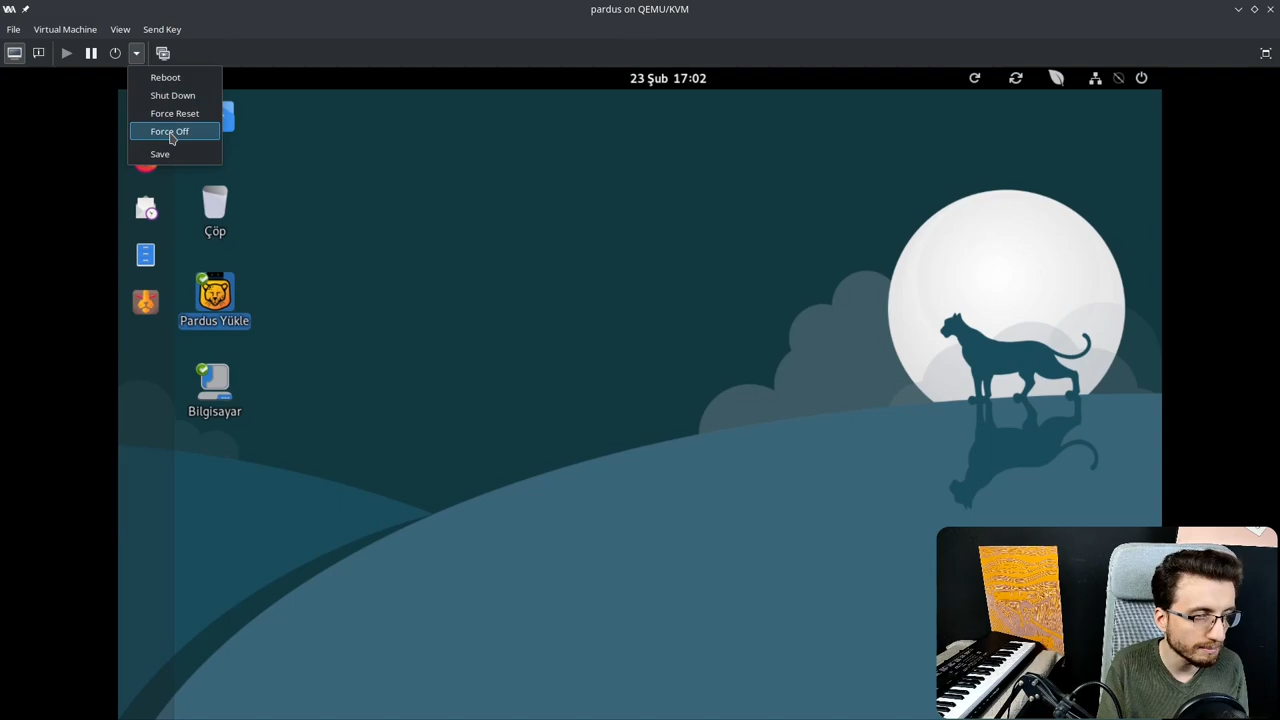 pardus on QEMU/KVM
File Virtual Machine View Send Key
23 Şub 17:02
Reboot
Shut Down
Force Reset
Force Off
Save
Çöp
Pardus Yükle
Bilgisayar